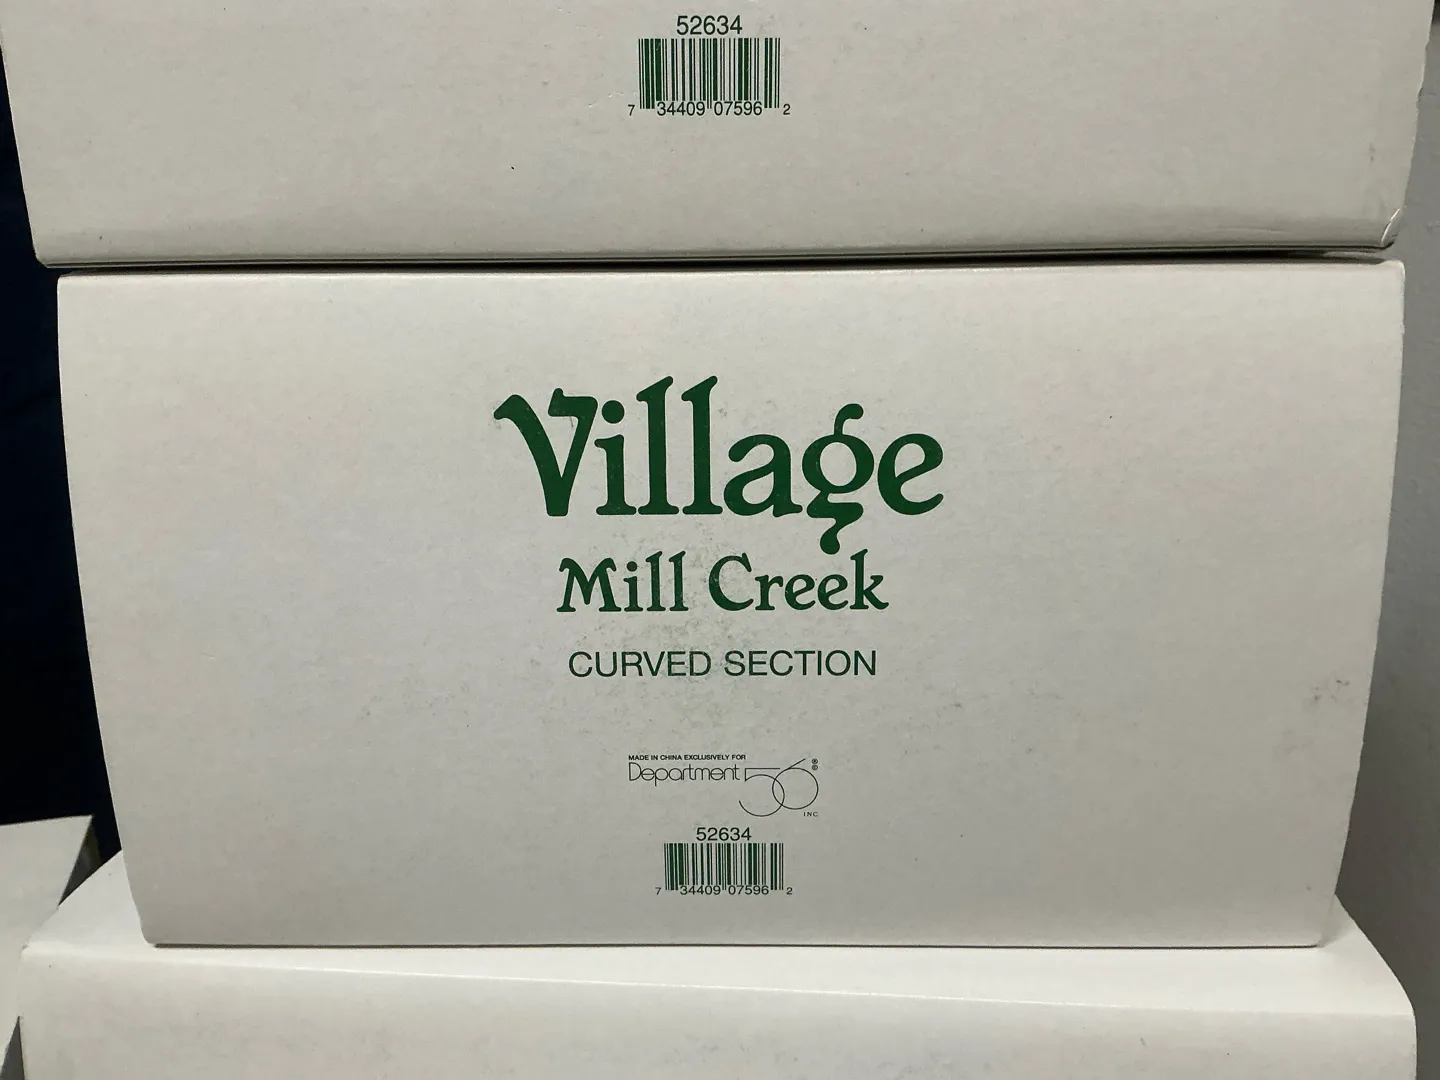 52634
7 34409 07596 2
Village
Mill Creek
CURVED SECTION
MADE IN CHINA EXCLUSIVELY FOR
Department 56 ® ©
INC
52634
7 34409 07596 2